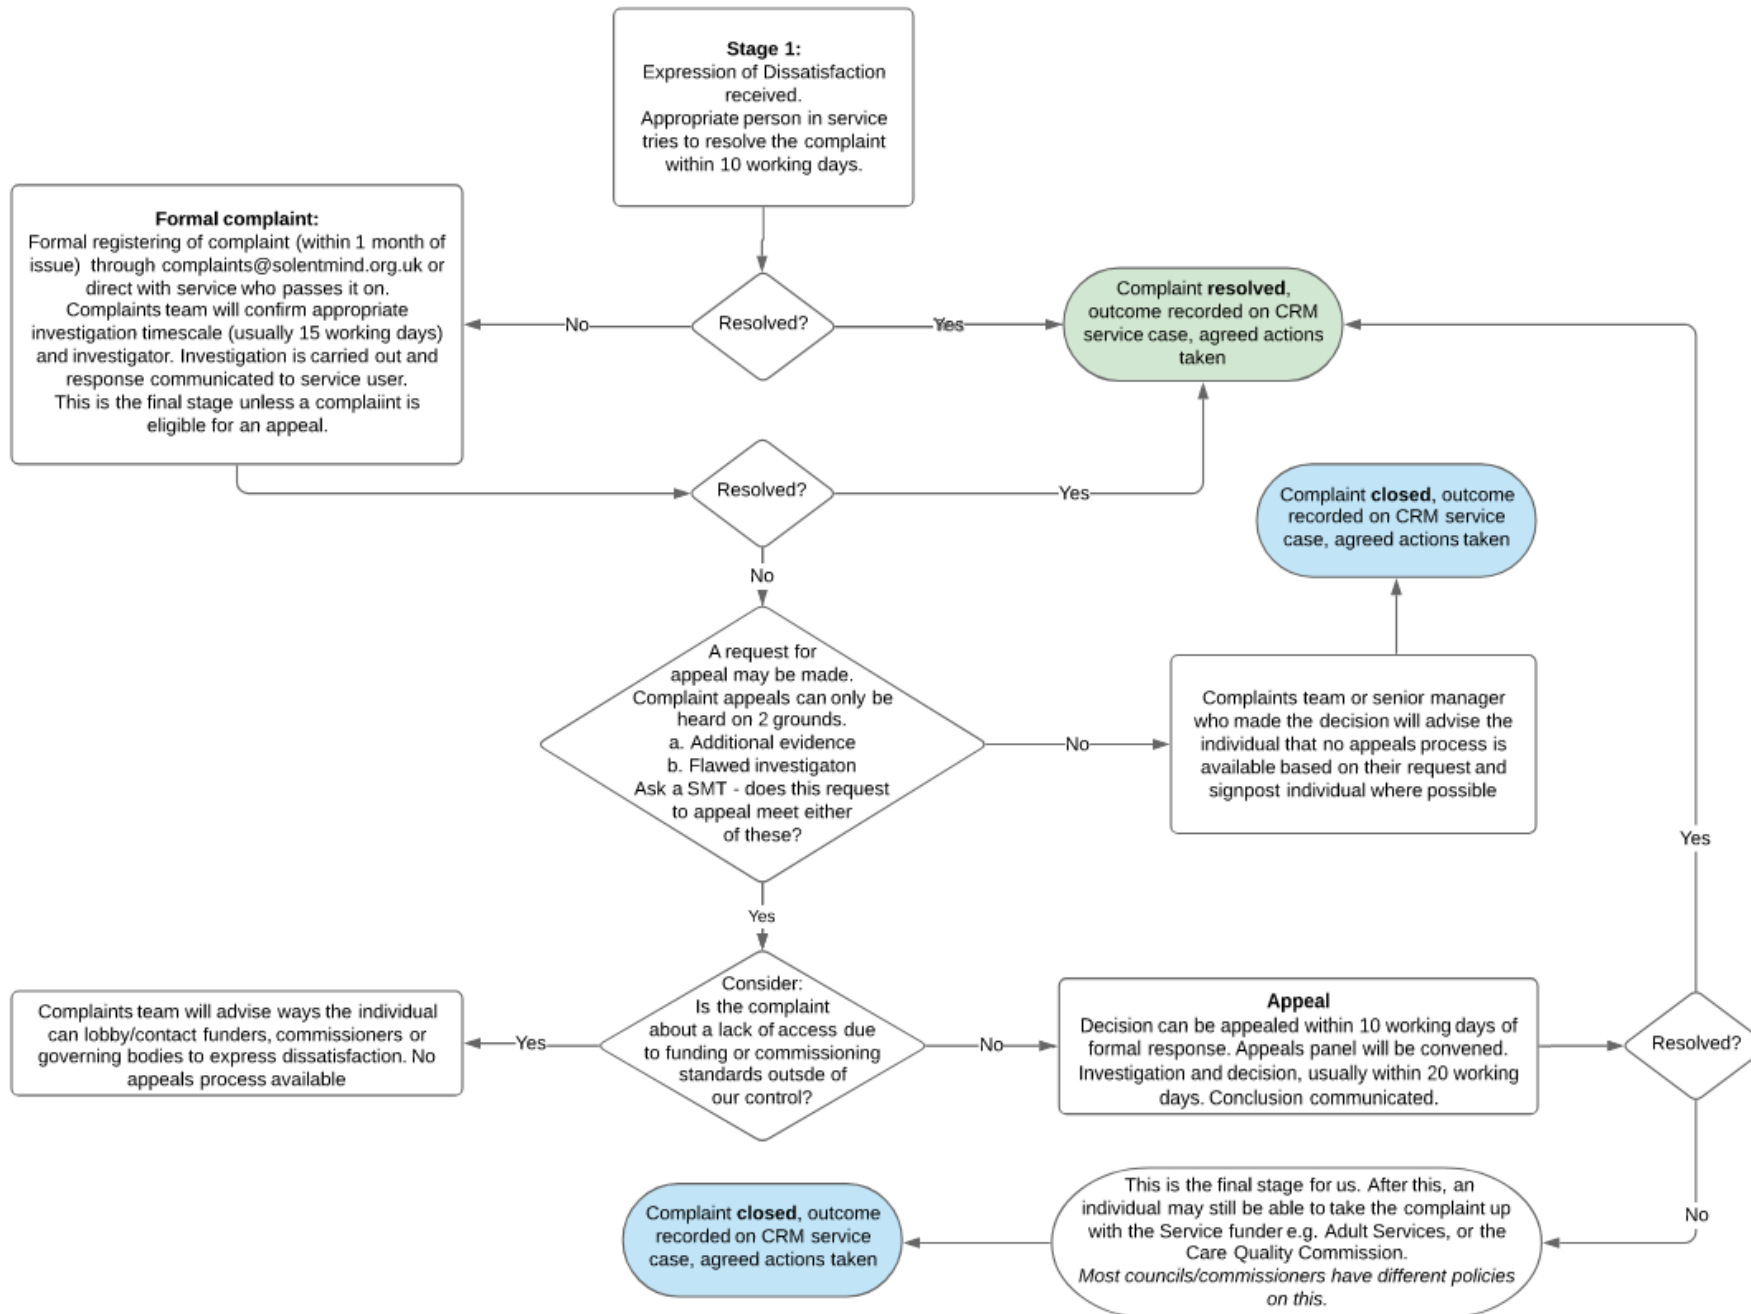 Stage 1:
Expression of Dissatisfaction
received.
Appropriate person in service
tries to resolve the complaint
within 10 working days.
Formal complaint:
Formal registering of complaint (within 1 month of
issue) through complaints@solentmind.org.uk or
direct with service who passes it on.
Complaints team will confirm appropriate
investigation timescale (usually 15 working days)
and investigator. Investigation is carried out and
response communicated to service user.
This is the final stage unless a complaiint is
eligible for an appeal.
No
Resolved?
Yes
Complaint resolved,
outcome recorded on CRM
service case, agreed actions
taken
Resolved?
Yes
No
Complaint closed, outcome
recorded on CRM service
case, agreed actions taken
A request for
appeal may be made.
Complaint appeals can only be
heard on 2 grounds.
a. Additional evidence
b. Flawed investigaton
Ask a SMT - does this request
to appeal meet either
of these?
No
Complaints team or senior manager
who made the decision will advise the
individual that no appeals process is
available based on their request and
signpost individual where possible
Yes
Yes
Consider:
Is the complaint
about a lack of access due
to funding or commissioning
standards outsde of
our control?
Yes
Complaints team will advise ways the individual
can lobby/contact funders, commissioners or
governing bodies to express dissatisfaction. No
appeals process available
No
Appeal
Decision can be appealed within 10 working days of
formal response. Appeals panel will be convened.
Investigation and decision, usually within 20 working
days. Conclusion communicated.
Resolved?
No
This is the final stage for us. After this, an
individual may still be able to take the complaint up
with the Service funder e.g. Adult Services, or the
Care Quality Commission.
Most councils/commissioners have different policies
on this.
Complaint closed, outcome
recorded on CRM service
case, agreed actions taken